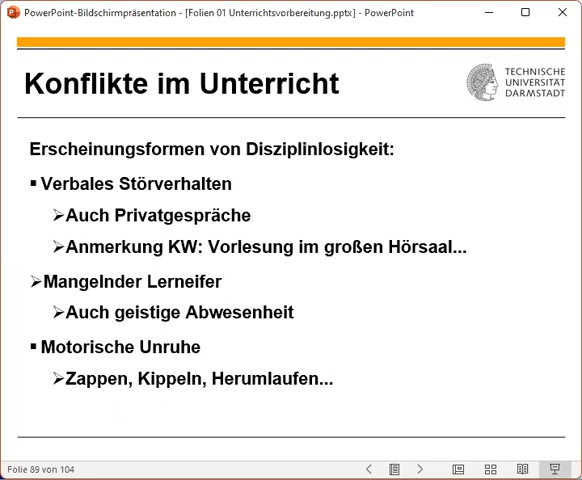 PowerPoint-Bildschirmpräsentation - [Folien 01 Unterrichtsvorbereitung.pptx] - PowerPoint
Konflikte im Unterricht
TECHNISCHE
UNIVERSITÄT
DARMSTADT
Erscheinungsformen von Disziplinlosigkeit:
▪ Verbales Störverhalten
➢Auch Privatgespräche
➢Anmerkung KW: Vorlesung im großen Hörsaal...
➢Mangelnder Lerneifer
➢Auch geistige Abwesenheit
▪ Motorische Unruhe
➢Zappen, Kippeln, Herumlaufen...
Folie 89 von 104